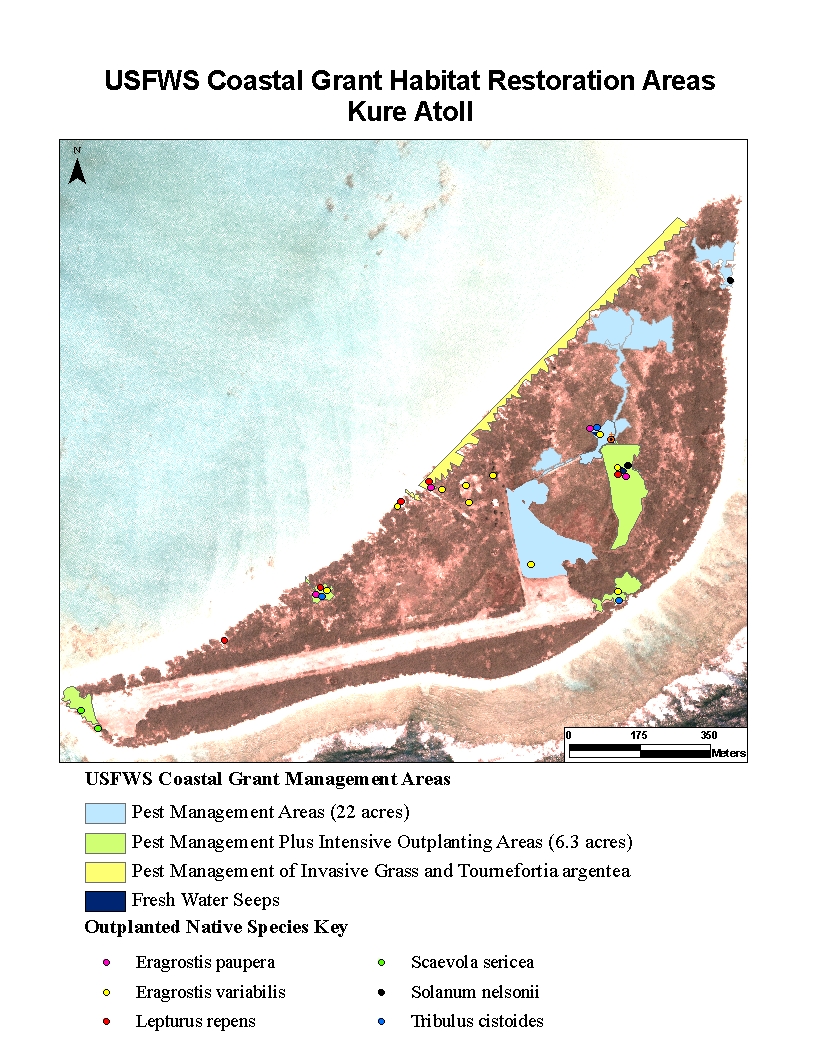 USFWS Coastal Grant Habitat Restoration Areas
Kure Atoll
N
0 175 350
Meters
USFWS Coastal Grant Management Areas
Pest Management Areas (22 acres)
Pest Management Plus Intensive Outplanting Areas (6.3 acres)
Pest Management of Invasive Grass and Tournefortia argentea
Fresh Water Seeps
Outplanted Native Species Key
Eragrostis paupera
Eragrostis variabilis
Lepturus repens
Scaevola sericea
Solanum nelsonii
Tribulus cistoides